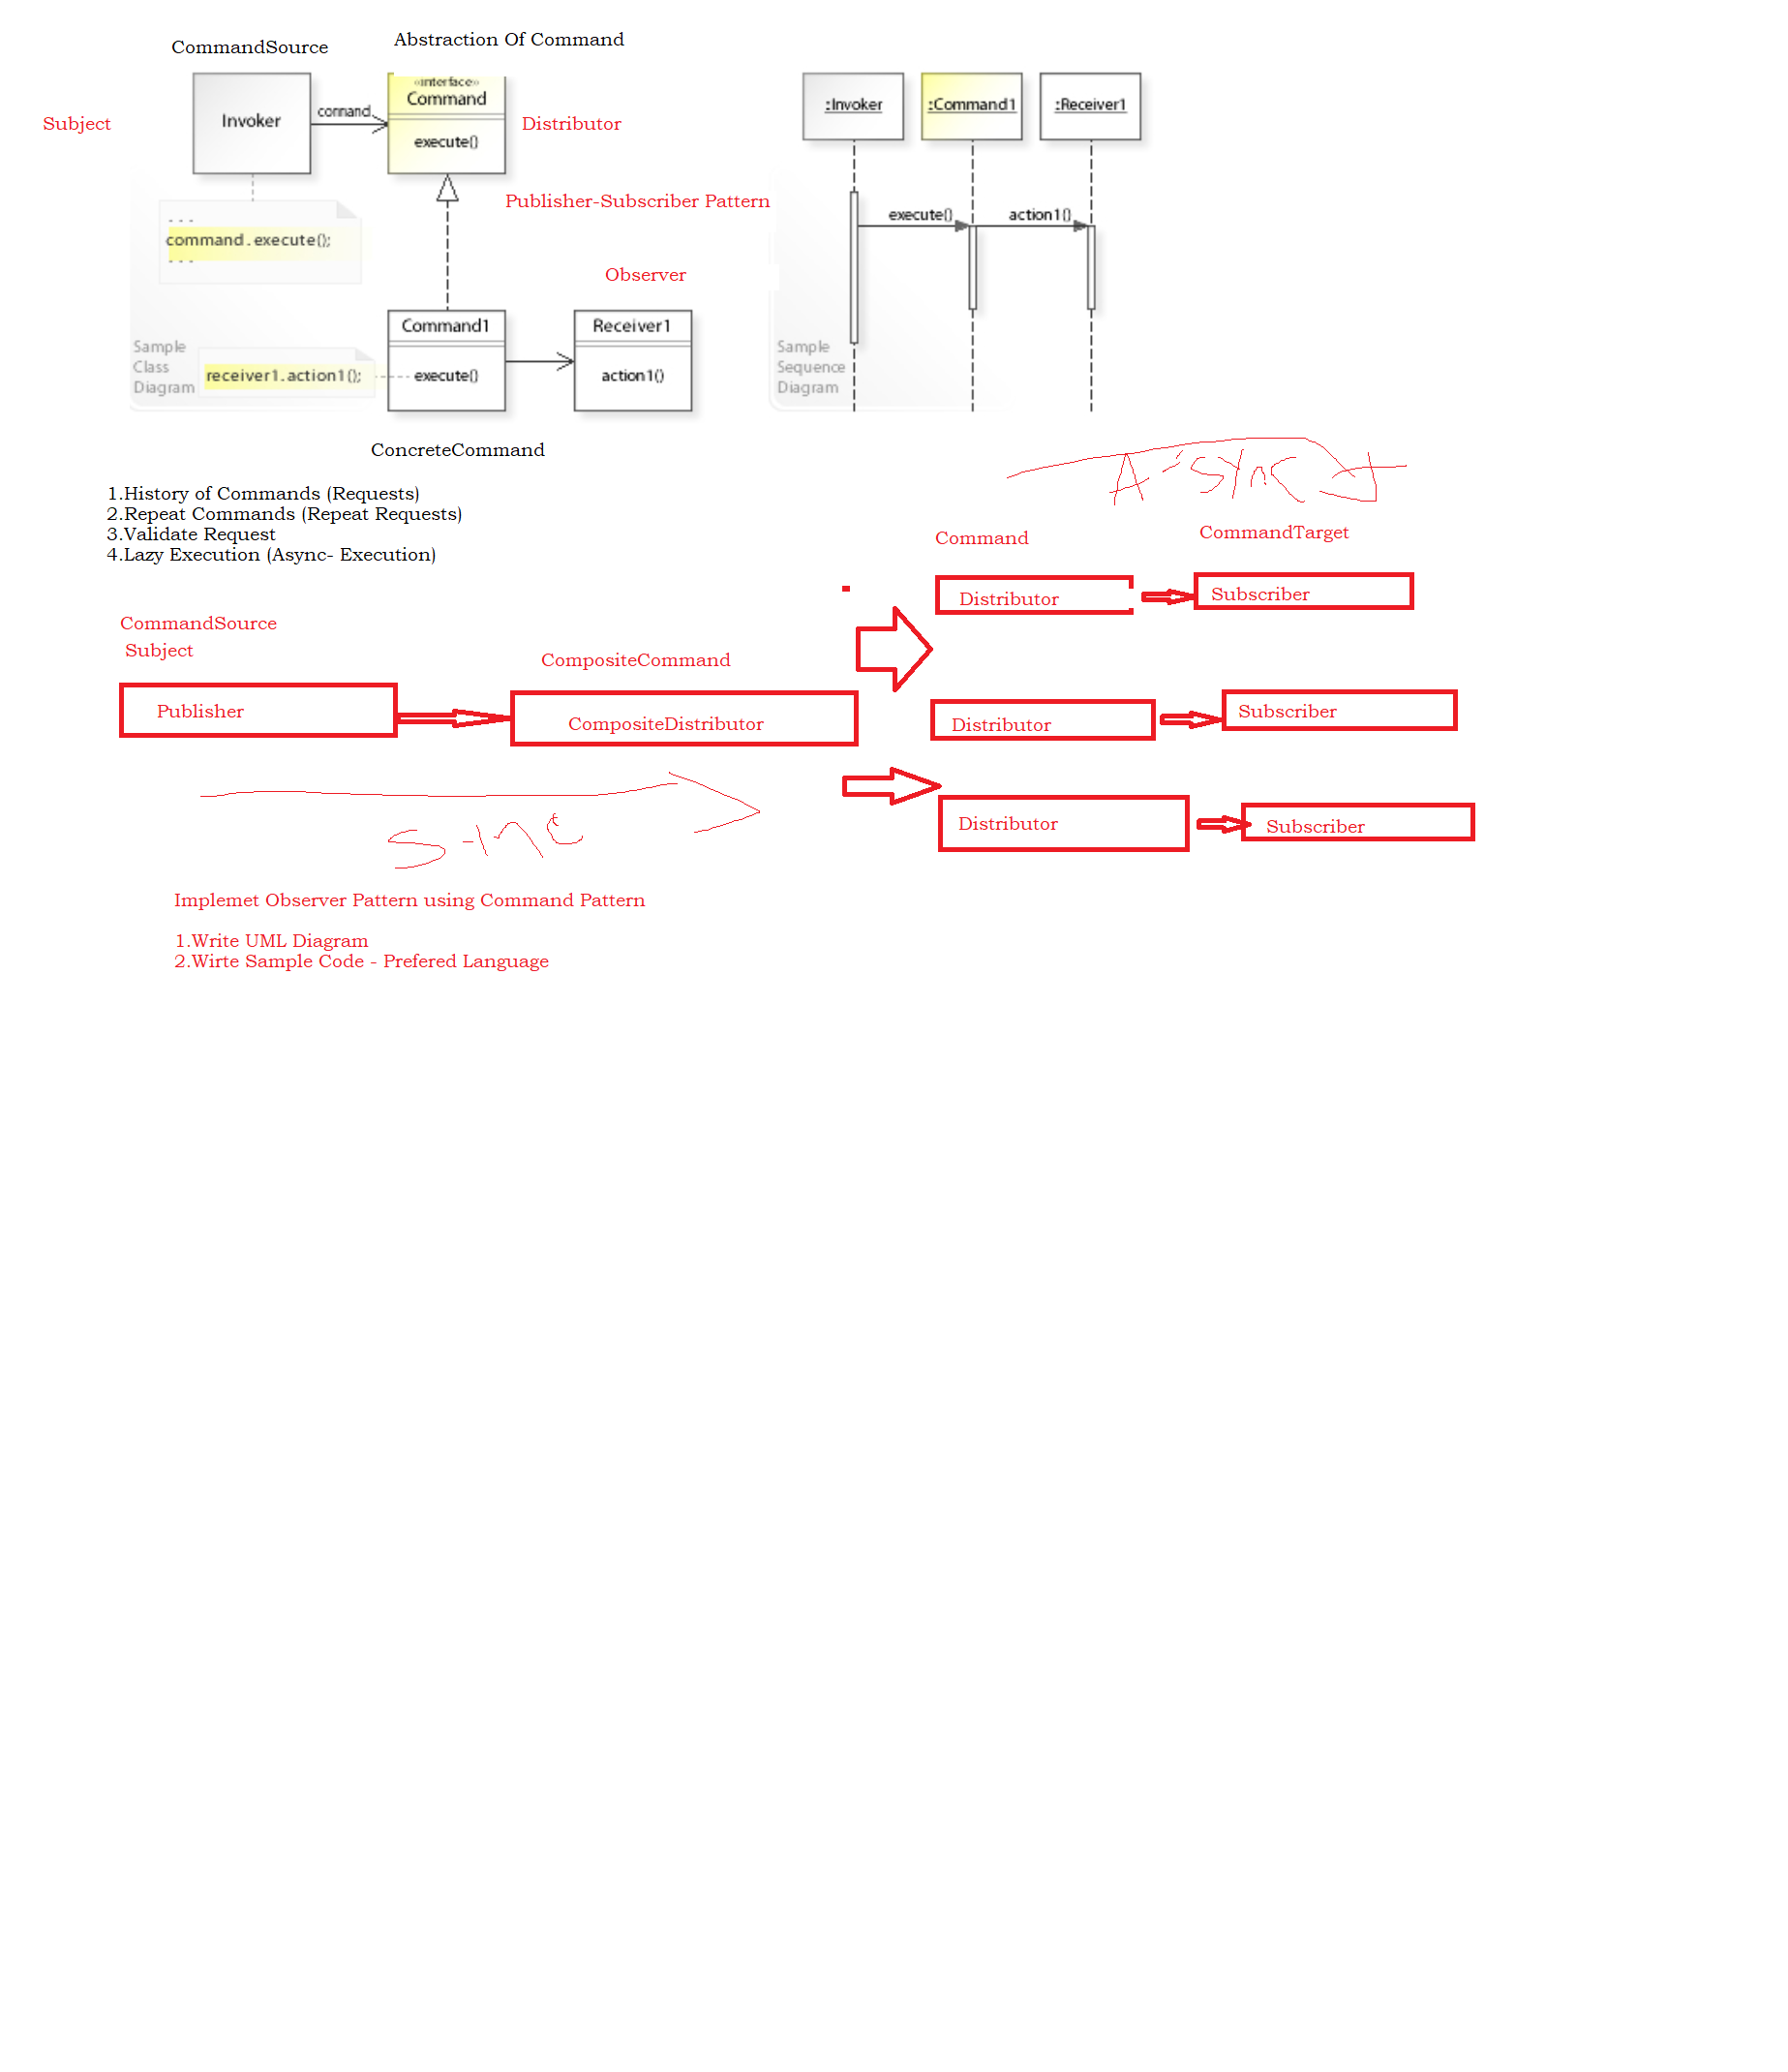 CommandSource
Abstraction Of Command
Subject
Invoker
command
«interface»
Command
execute()
Distributor
:Invoker
:Command1
:Receiver1
Publisher-Subscriber Pattern
- - -
command.execute();
- - -
execute()
action1()
Observer
Command1
execute()
Receiver1
action1()
Sample
Class
Diagram
receiver1.action1();
Sample
Sequence
Diagram
ConcreteCommand
1.History of Commands (Requests)
2.Repeat Commands (Repeat Requests)
3.Validate Request
4.Lazy Execution (Async- Execution)
A-sync
Command
CommandTarget
Distributor
Subscriber
CommandSource
Subject
CompositeCommand
Publisher
CompositeDistributor
Distributor
Subscriber
Distributor
Subscriber
Implemet Observer Pattern using Command Pattern
1.Write UML Diagram
2.Wirte Sample Code - Prefered Language